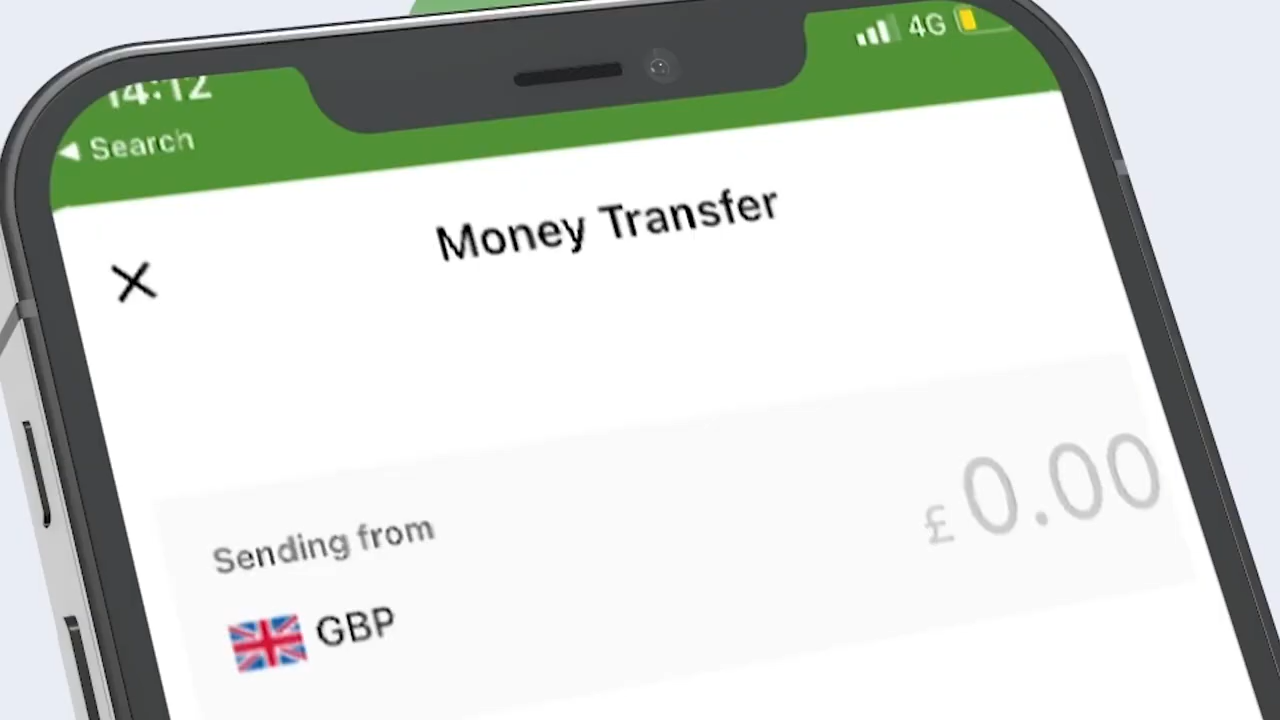 14:12
4G
◀ Search
Money Transfer
Sending from
£ 0.00
GBP